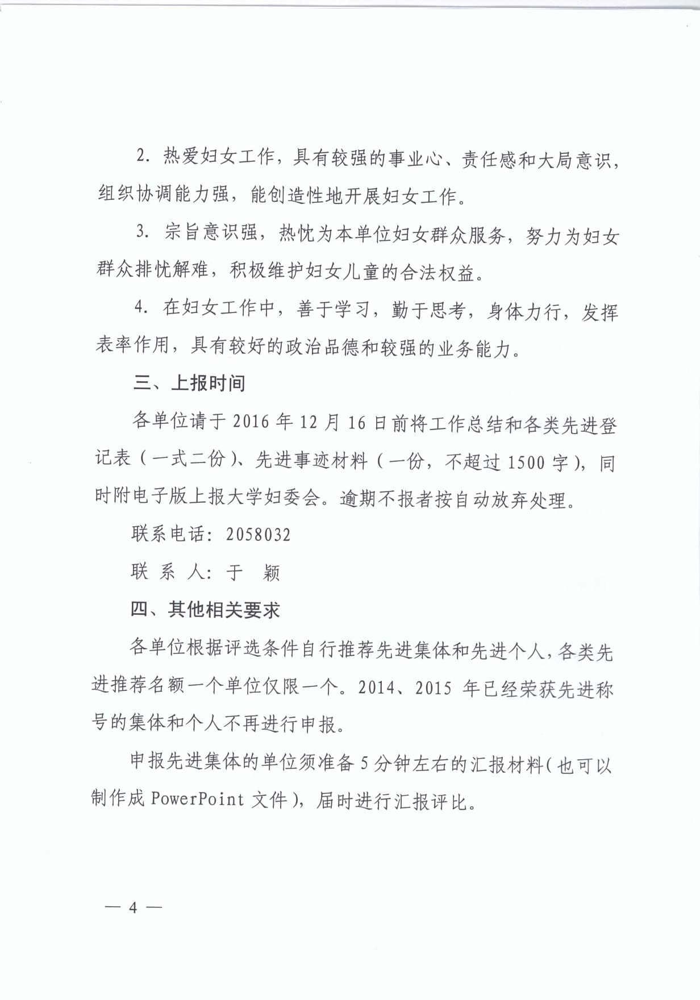 2. 热爱妇女工作，具有较强的事业心、责任感和大局意识，
组织协调能力强，能创造性地开展妇女工作。
3. 宗旨意识强，热忱为本单位妇女群众服务，努力为妇女
群众排忧解难，积极维护妇女儿童的合法权益。
4. 在妇女工作中，善于学习，勤于思考，身体力行，发挥
表率作用，具有较好的政治品德和较强的业务能力。
三、上报时间
各单位请于 2016 年 12 月 16 日前将工作总结和各类先进登
记表（一式二份）、先进事迹材料（一份，不超过 1500 字），同
时附电子版上报大学妇委会。逾期不报者按自动放弃处理。
联系电话：2058032
联 系 人：于　颖
四、其他相关要求
各单位根据评选条件自行推荐先进集体和先进个人，各类先
进推荐名额一个单位仅限一个。2014、2015 年已经荣获先进称
号的集体和个人不再进行申报。
申报先进集体的单位须准备 5 分钟左右的汇报材料（也可以
制作成 PowerPoint 文件），届时进行汇报评比。
— 4 —